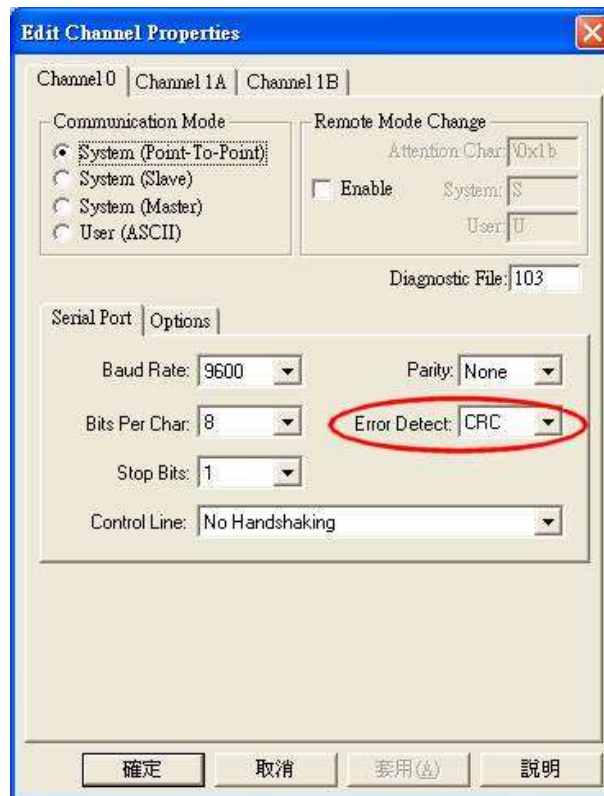 Edit Channel Properties
Channel 0 Channel 1A Channel 1B
Communication Mode
System (Point-To-Point)
System (Slave)
System (Master)
User (ASCII)
Remote Mode Change
Attention Char: \0x1b
Enable
System: S
User: U
Diagnostic File: 103
Serial Port Options
Baud Rate: 9600
Parity: None
Bits Per Char: 8
Error Detect: CRC
Stop Bits: 1
Control Line: No Handshaking
確定 取消 套用(A) 說明